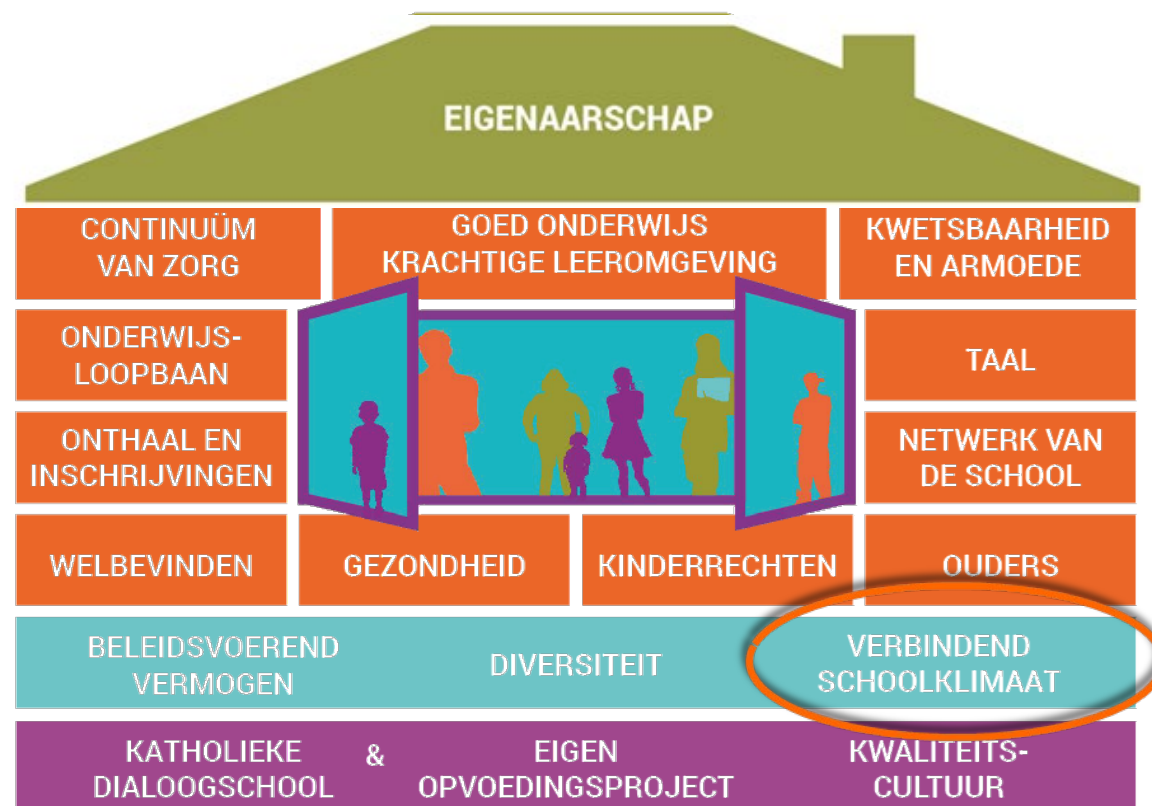 EIGENAARSCHAP
CONTINUÜM
VAN ZORG
GOED ONDERWIJS
KRACHTIGE LEEROMGEVING
KWETSBAARHEID
EN ARMOEDE
ONDERWIJS-
LOOPBAAN
TAAL
ONTHAAL EN
INSCHRIJVINGEN
NETWERK VAN
DE SCHOOL
WELBEVINDEN
GEZONDHEID
KINDERRECHTEN
OUDERS
BELEIDSVOEREND
VERMOGEN
DIVERSITEIT
VERBINDEND
SCHOOLKLIMAAT
KATHOLIEKE
DIALOOGSCHOOL
&
EIGEN
OPVOEDINGSPROJECT
KWALITEITS-
CULTUUR